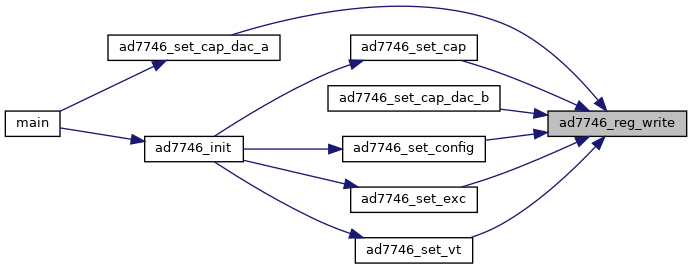 ad7746_set_cap_dac_a
ad7746_set_cap
ad7746_set_cap_dac_b
main
ad7746_reg_write
ad7746_init
ad7746_set_config
ad7746_set_exc
ad7746_set_vt